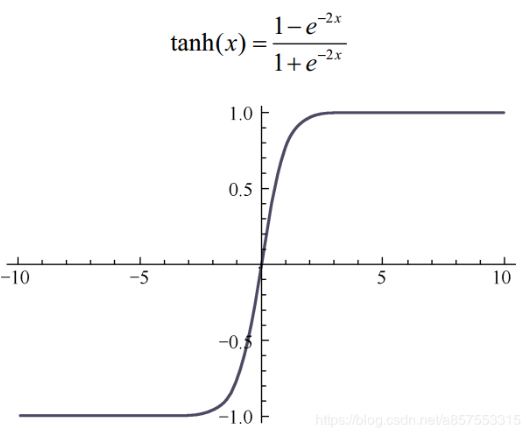 tanh(x) = \frac{1-e^{-2x}}{1+e^{-2x}}
1.0
0.5
−10 −5 5 10
−0.5
−1.0
https://blog.csdn.net/a857553315